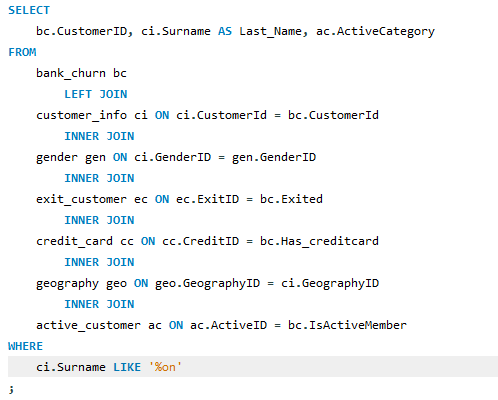 SELECT
bc.CustomerID, ci.Surname AS Last_Name, ac.ActiveCategory
FROM
bank_churn bc
LEFT JOIN
customer_info ci ON ci.CustomerId = bc.CustomerId
INNER JOIN
gender gen ON ci.GenderID = gen.GenderID
INNER JOIN
exit_customer ec ON ec.ExitID = bc.Exited
INNER JOIN
credit_card cc ON cc.CreditID = bc.Has_creditcard
INNER JOIN
geography geo ON geo.GeographyID = ci.GeographyID
INNER JOIN
active_customer ac ON ac.ActiveID = bc.IsActiveMember
WHERE
ci.Surname LIKE '%on'
;